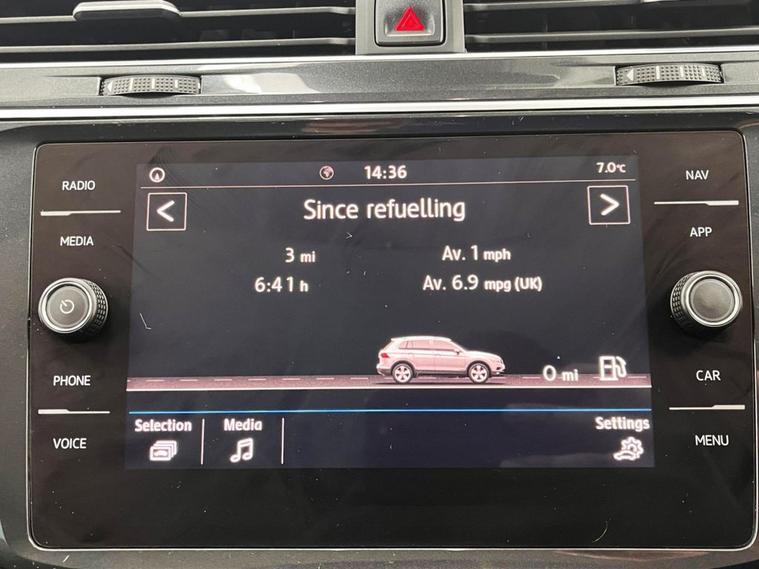 14:36
7.0°C
RADIO
NAV
< Since refuelling >
MEDIA
APP
3 mi
Av. 1 mph
6:41 h
Av. 6.9 mpg (UK)
PHONE
0 mi
CAR
VOICE
Selection
Media
Settings
MENU